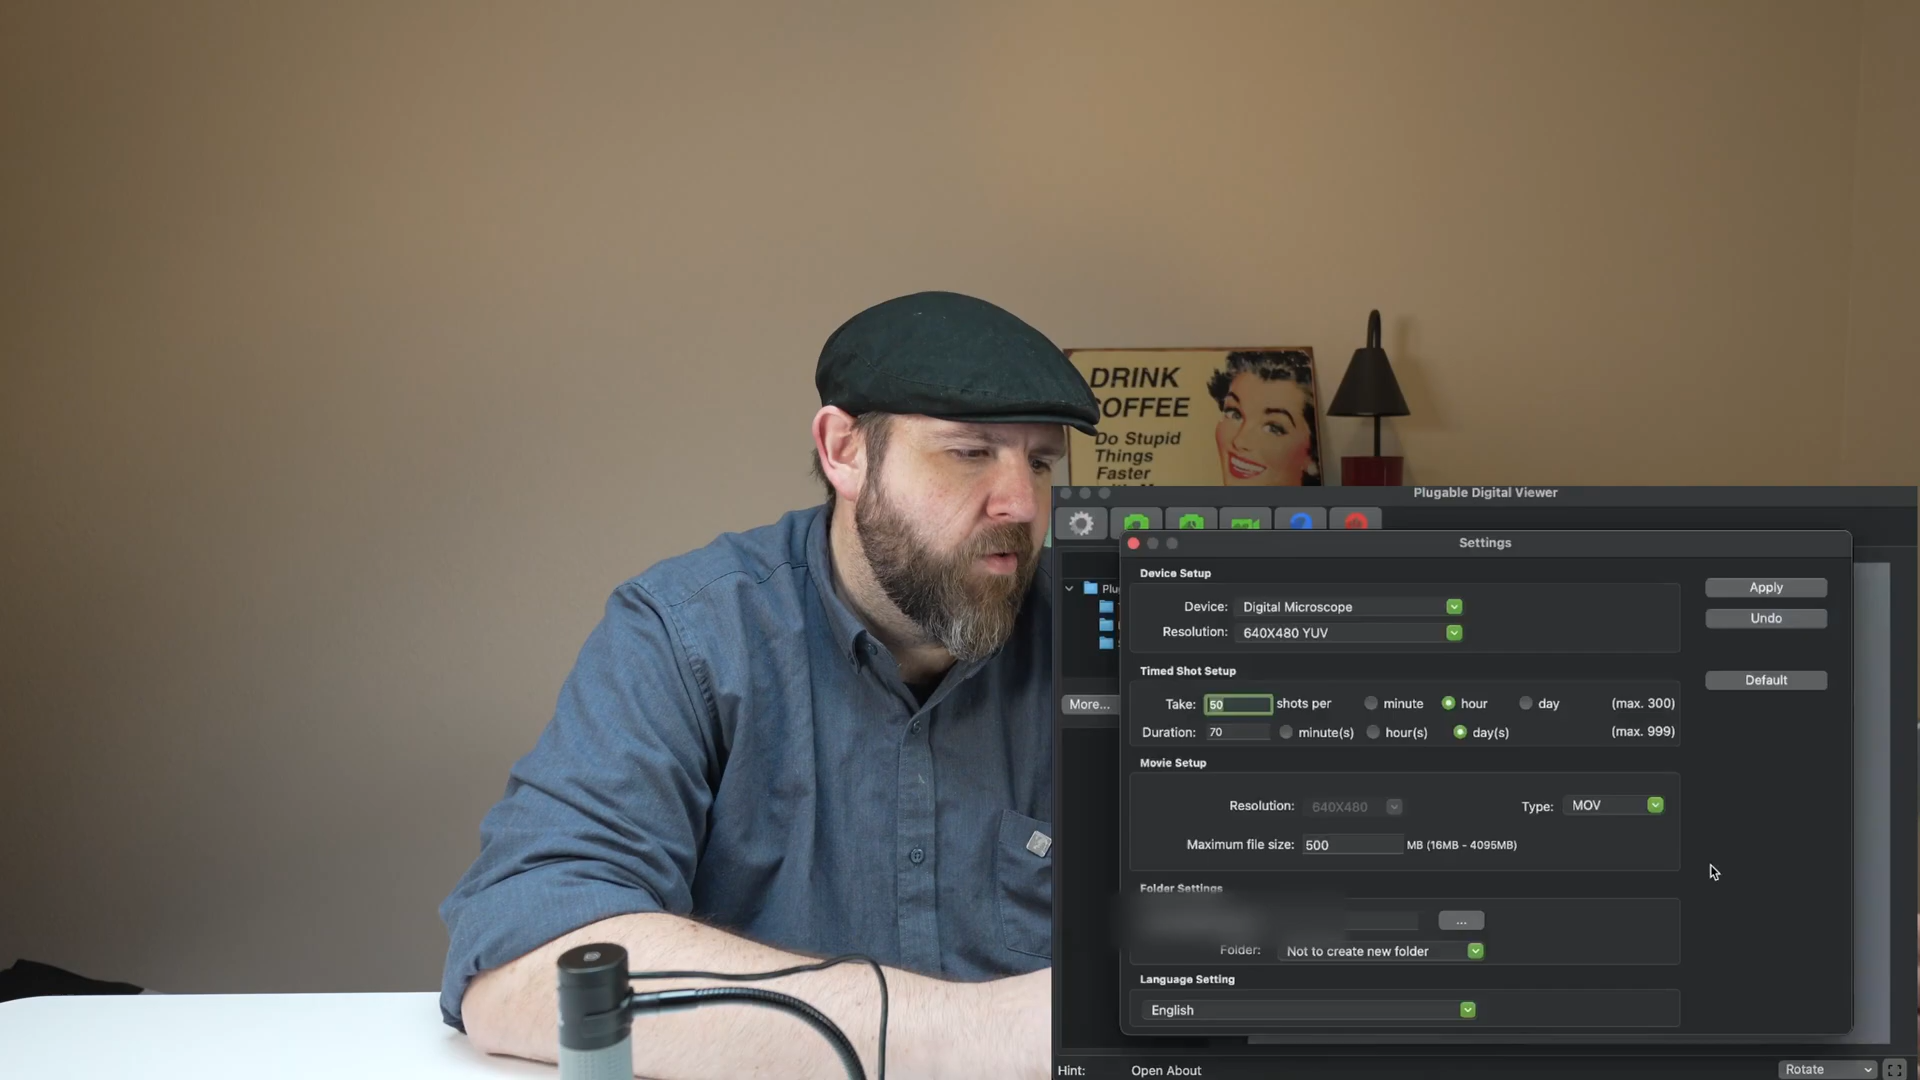 DRINK
COFFEE
Do Stupid
Things
Faster
Plugable Digital Viewer
Settings
Device Setup
Device: Digital Microscope
Resolution: 640X480 YUV
Apply
Undo
Default
Timed Shot Setup
Take: 50 shots per minute hour day (max. 300)
Duration: 70 minute(s) hour(s) day(s) (max. 999)
More...
Movie Setup
Resolution: 640X480 Type: MOV
Maximum file size: 500 MB (16MB - 4095MB)
Folder Settings
...
Folder: Not to create new folder
Language Setting
English
Hint: Open About
Rotate